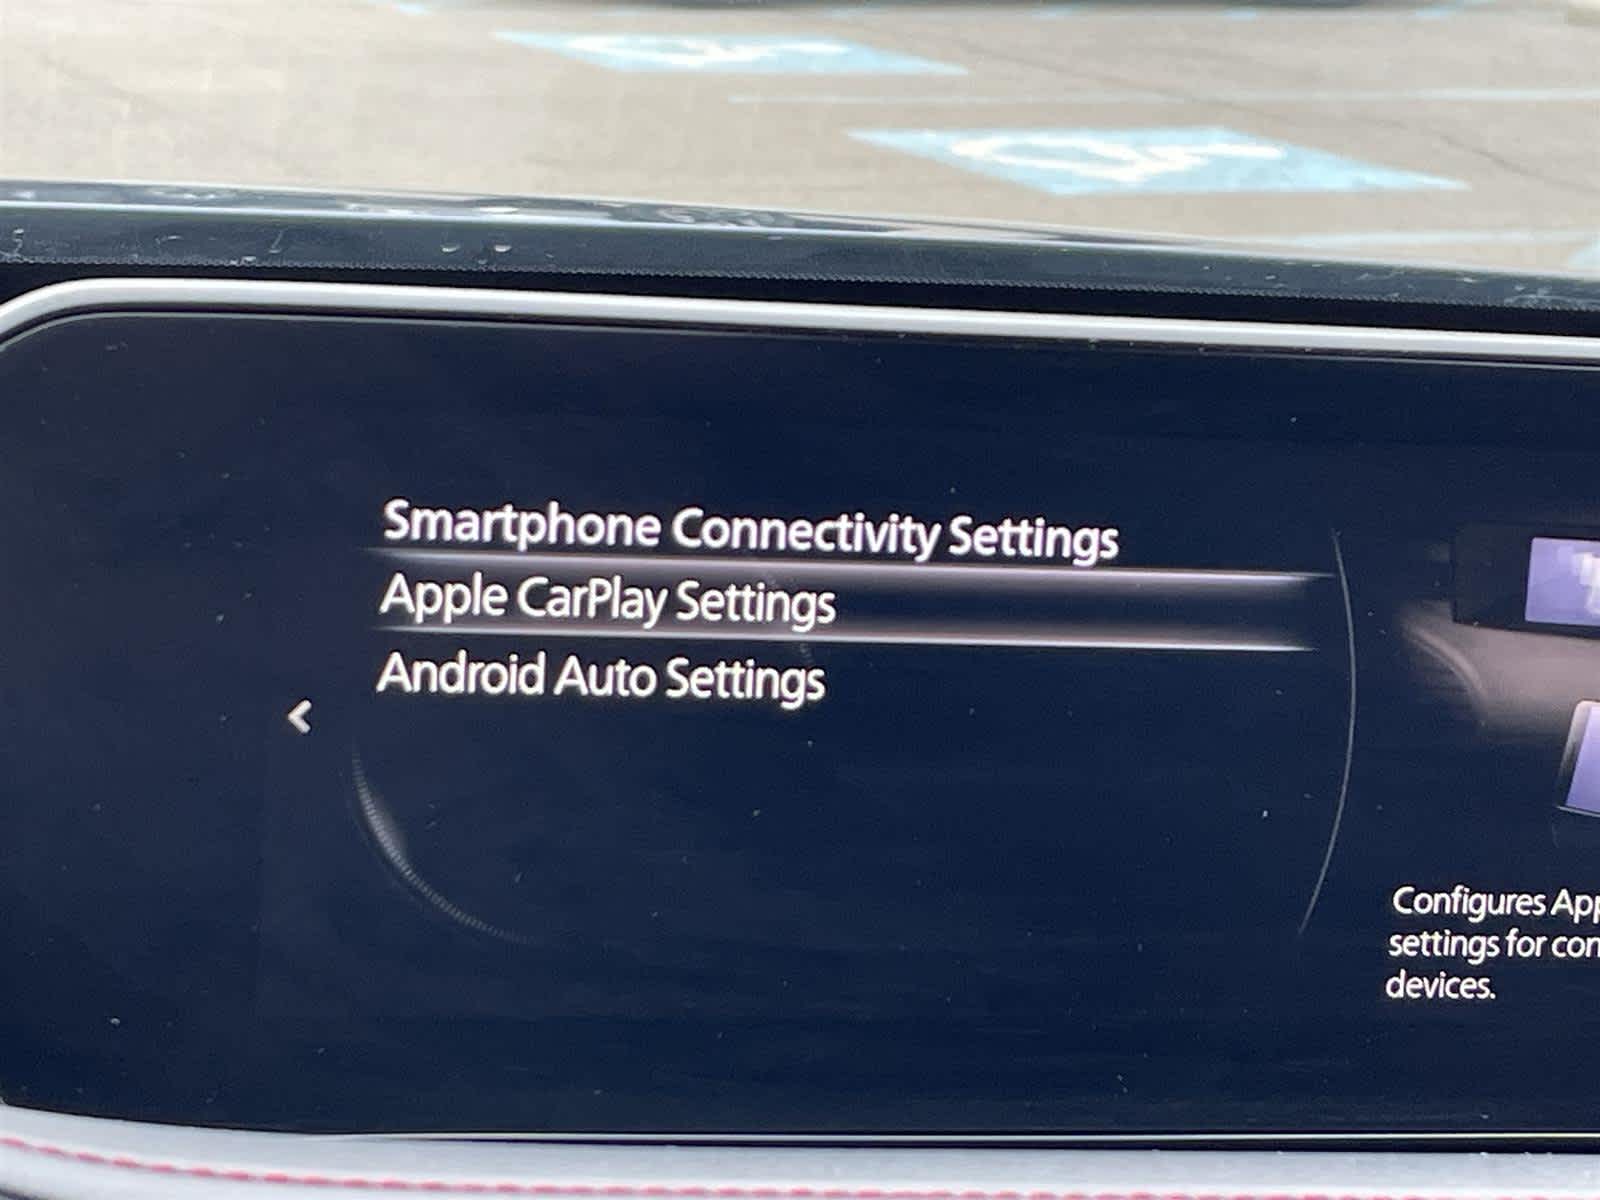 Smartphone Connectivity Settings
Apple CarPlay Settings
Android Auto Settings
Configures
settings for
devices.